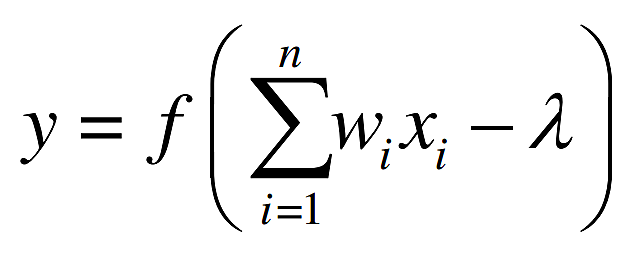 y = f ( ∑_{i=1}^{n} w_i x_i − λ )